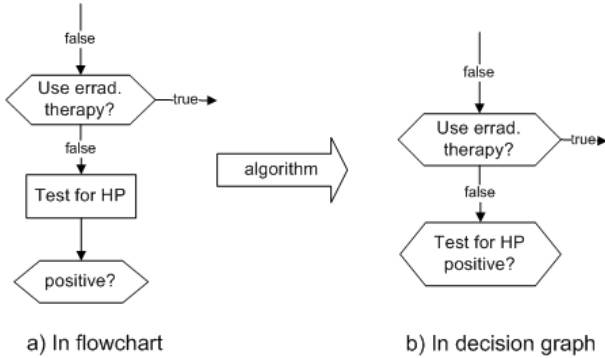 false
Use errad.
therapy?
true
false
Test for HP
positive?
a) In flowchart
algorithm
false
Use errad.
therapy?
true
false
Test for HP
positive?
b) In decision graph